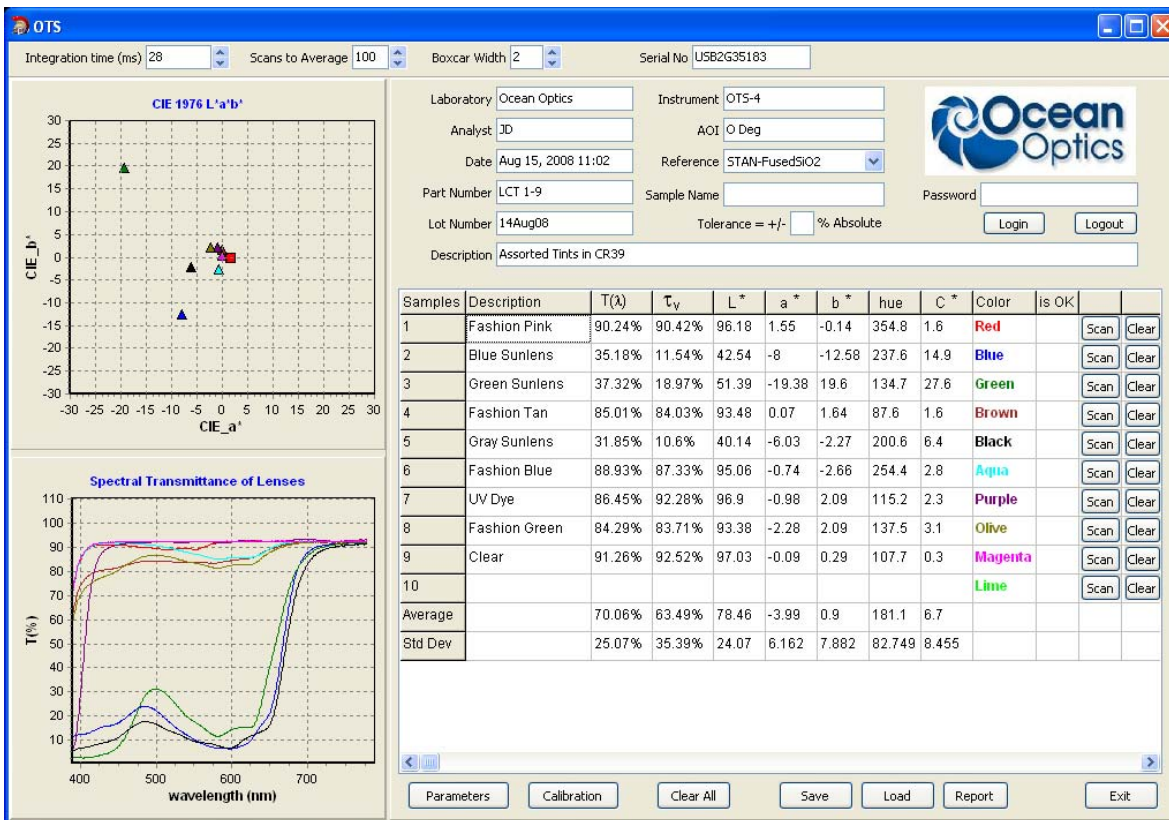 OTS
Integration time (ms) 28 Scans to Average 100 Boxcar Width 2 Serial No USB2G35183
CIE 1976 L*a*b*
30
25
20
15
10
5
0
-5
-10
-15
-20
-25
-30
-30 -25 -20 -15 -10 -5 0 5 10 15 20 25 30
CIE_b*
CIE_a*
Spectral Transmittance of Lenses
110
100
90
80
70
60
50
40
30
20
10
400 500 600 700
T(%)
wavelength (nm)
Laboratory Ocean Optics Instrument OTS-4
Analyst JD AOI O Deg
Date Aug 15, 2008 11:02 Reference STAN-FusedSiO2
Part Number LCT 1-9 Sample Name
Lot Number 14Aug08 Tolerance = +/- % Absolute
Description Assorted Tints in CR39
Ocean
Optics
Password
Login Logout
Samples Description T(λ) τv L* a* b* hue C* Color is OK
1 Fashion Pink 90.24% 90.42% 96.18 1.55 -0.14 354.8 1.6 Red Scan Clear
2 Blue Sunlens 35.18% 11.54% 42.54 -8 -12.58 237.6 14.9 Blue Scan Clear
3 Green Sunlens 37.32% 18.97% 51.39 -19.38 19.6 134.7 27.6 Green Scan Clear
4 Fashion Tan 85.01% 84.03% 93.48 0.07 1.64 87.6 1.6 Brown Scan Clear
5 Gray Sunlens 31.85% 10.6% 40.14 -6.03 -2.27 200.6 6.4 Black Scan Clear
6 Fashion Blue 88.93% 87.33% 95.06 -0.74 -2.66 254.4 2.8 Aqua Scan Clear
7 UV Dye 86.45% 92.28% 96.9 -0.98 2.09 115.2 2.3 Purple Scan Clear
8 Fashion Green 84.29% 83.71% 93.38 -2.28 2.09 137.5 3.1 Olive Scan Clear
9 Clear 91.26% 92.52% 97.03 -0.09 0.29 107.7 0.3 Magenta Scan Clear
10 Lime Scan Clear
Average 70.06% 63.49% 78.46 -3.99 0.9 181.1 6.7
Std Dev 25.07% 35.39% 24.07 6.162 7.882 82.749 8.455
Parameters Calibration Clear All Save Load Report Exit